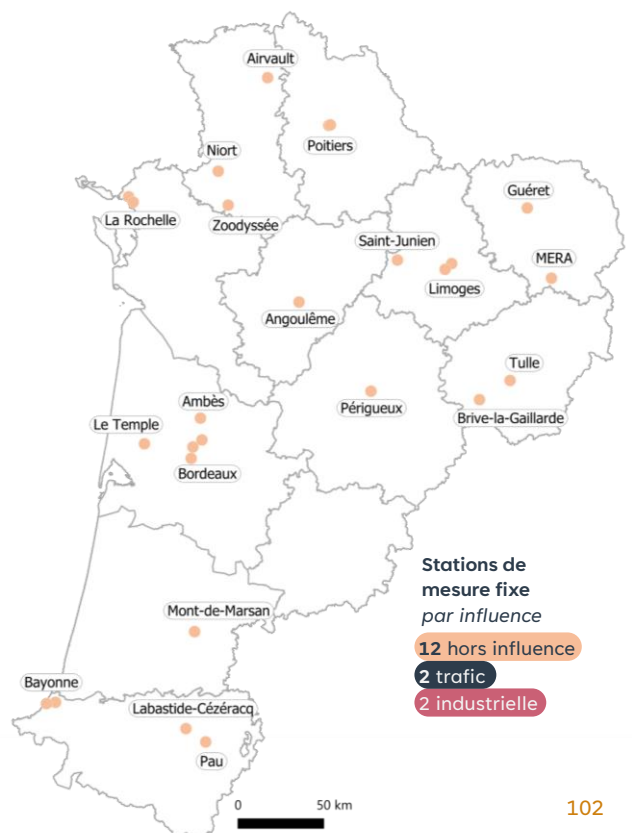 Airvault
Poitiers
Niort
La Rochelle
Zoodyssée
Guéret
Saint-Junien
MERA
Limoges
Angoulême
Tulle
Périgueux
Brive-la-Gaillarde
Ambès
Le Temple
Bordeaux
Mont-de-Marsan
Bayonne
Labastide-Cézéracq
Pau
Stations de
mesure fixe
par influence
12 hors influence
2 trafic
2 industrielle
0 50 km
102